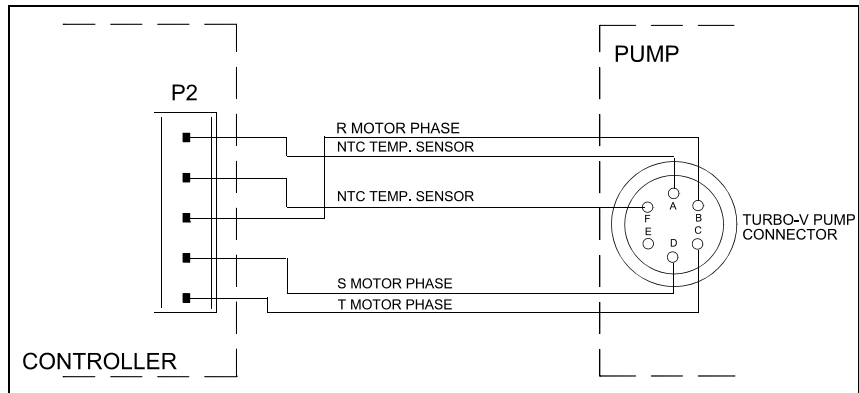 PUMP
P2
R MOTOR PHASE
NTC TEMP. SENSOR
NTC TEMP. SENSOR
A
F
B
E
D
C
TURBO-V PUMP
CONNECTOR
S MOTOR PHASE
T MOTOR PHASE
CONTROLLER